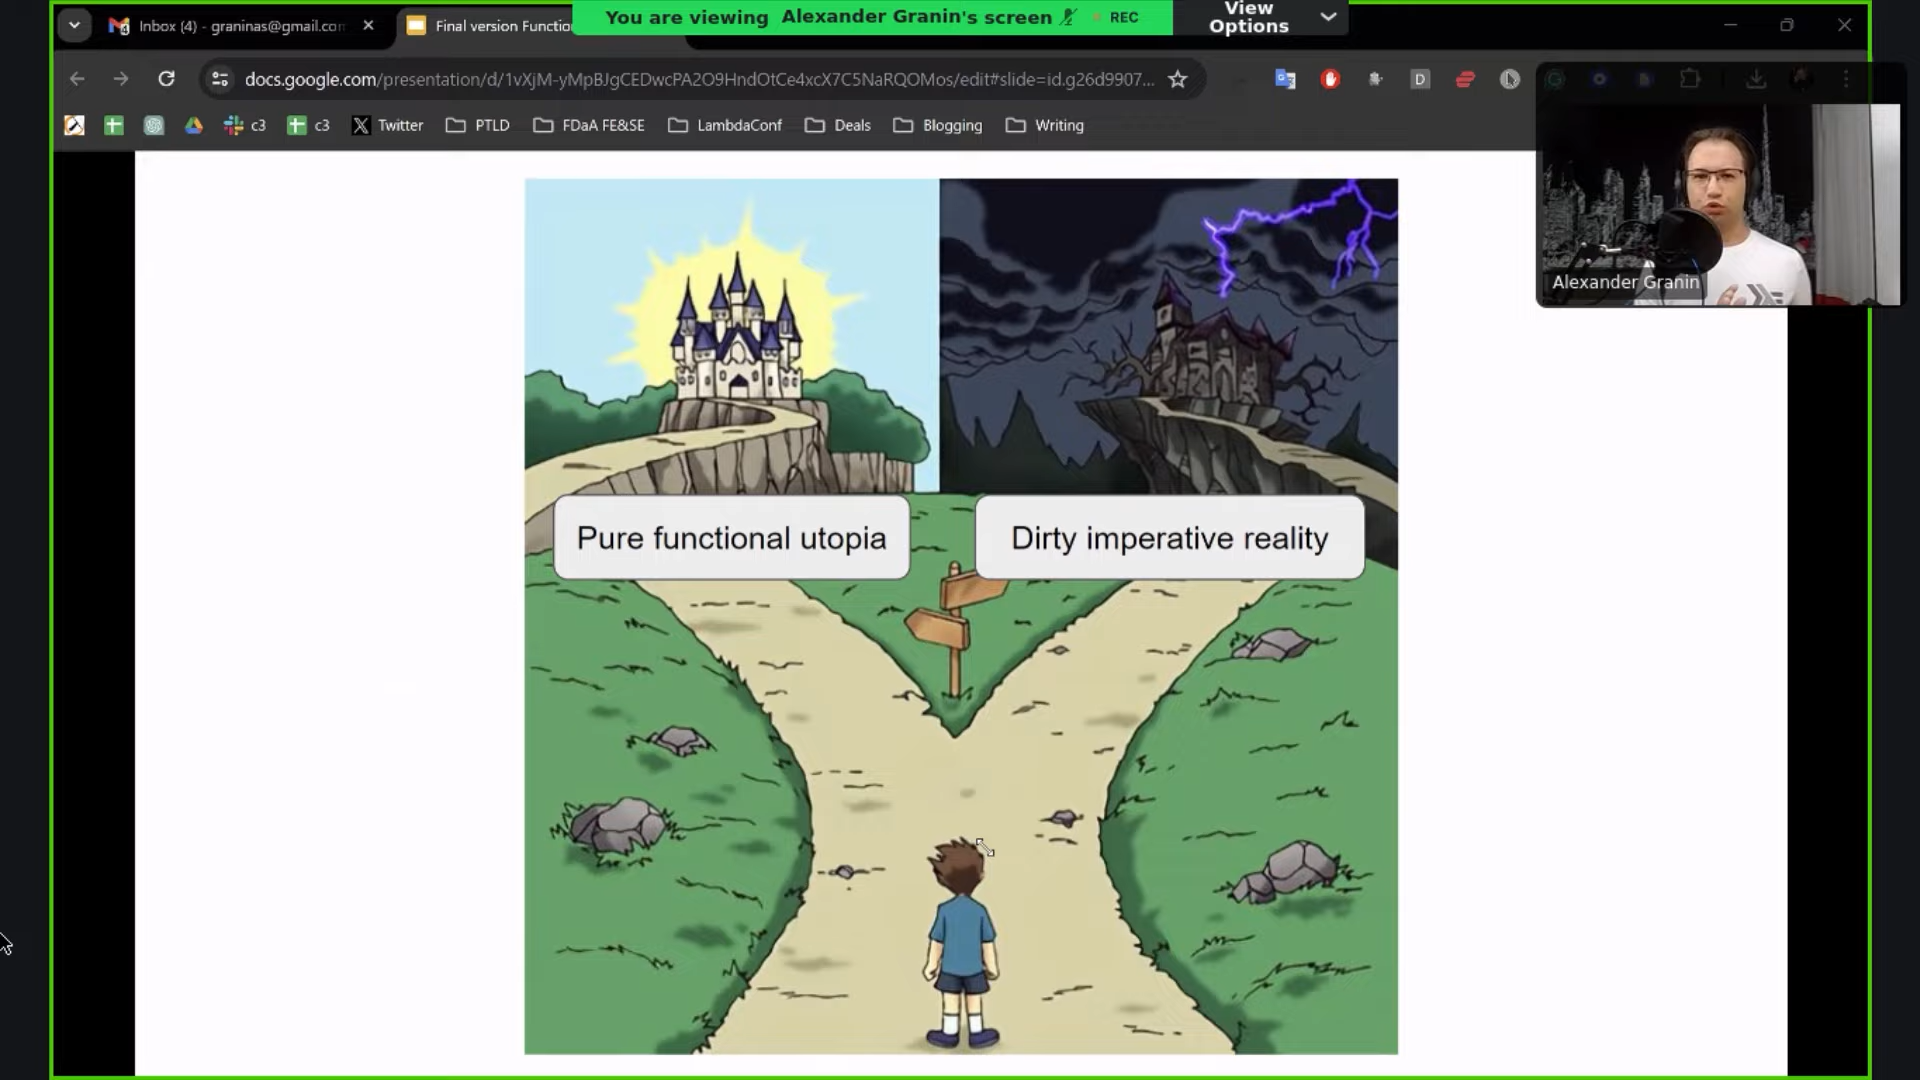 You are viewing Alexander Granin's screen
REC
View
Options
Inbox (4) - graninas@gmail.con
Final version Functio
docs.google.com/presentation/d/1vXjM-yMpBJgCEDwcPA2O9HndOtCe4xcX7C5NaRQOMos/edit#slide=id.g26d9907...
D
c3
c3
Twitter
PTLD
FDaA FE&SE
LambdaConf
Deals
Blogging
Writing
Alexander Granin
Pure functional utopia
Dirty imperative reality